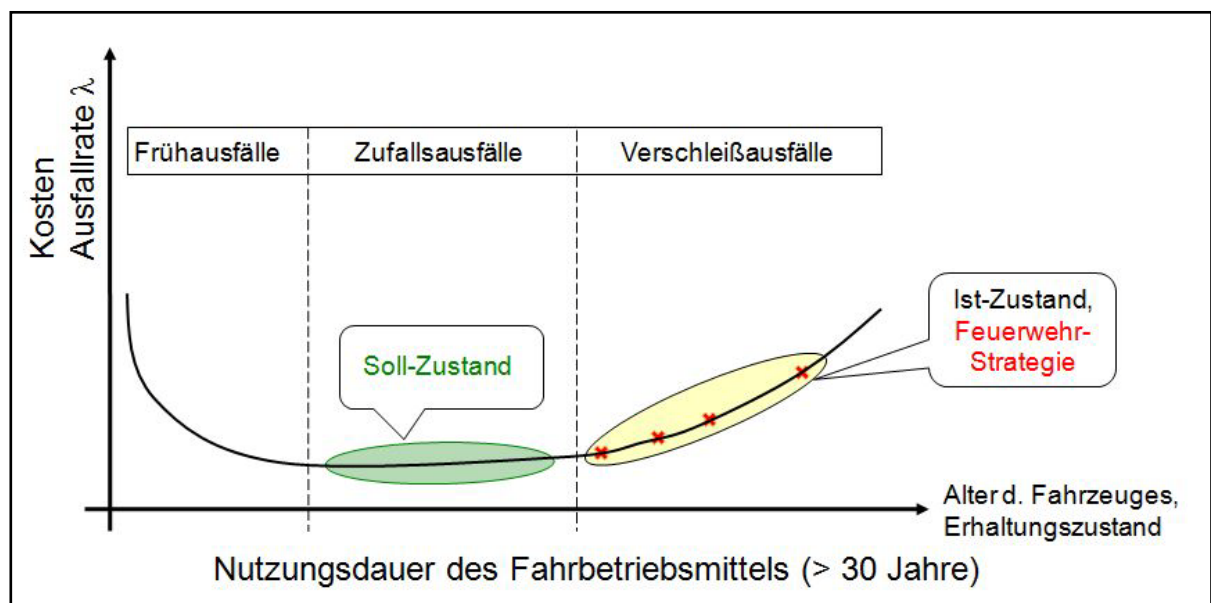 Kosten
Ausfallrate λ
Frühausfälle
Zufallsausfälle
Verschleißausfälle
Soll-Zustand
Ist-Zustand,
Feuerwehr-
Strategie
Alter d. Fahrzeuges,
Erhaltungszustand
Nutzungsdauer des Fahrbetriebsmittels (> 30 Jahre)